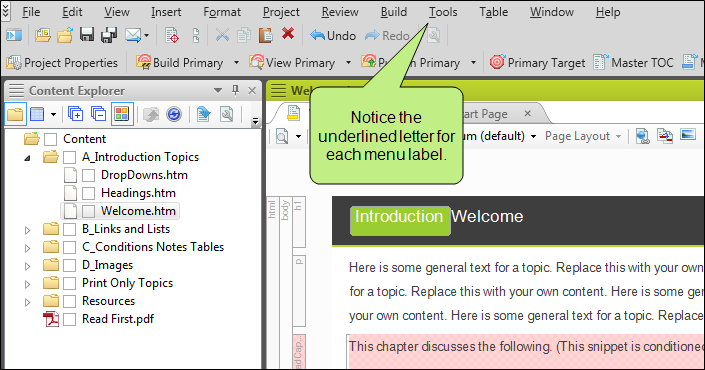 File Edit View Insert Format Project Review Build Tools Table Window Help
Undo Redo
Project Properties Build Primary View Primary Primary Primary Target Master TOC
Content Explorer
Start Page
Notice the
underlined letter for
each menu label.
(default) Page Layout
Content
A_Introduction Topics
DropDowns.htm
Headings.htm
Welcome.htm
B_Links and Lists
C_Conditions Notes Tables
D_Images
Print Only Topics
Resources
Read First.pdf
html
body
h1
p
Introduction Welcome
Here is some general text for a topic. Replace this with your own
for a topic. Replace this with your own content. Here is some
your own content. Here is some general text for a topic. Replace
This chapter discusses the following. (This snippet is conditioned